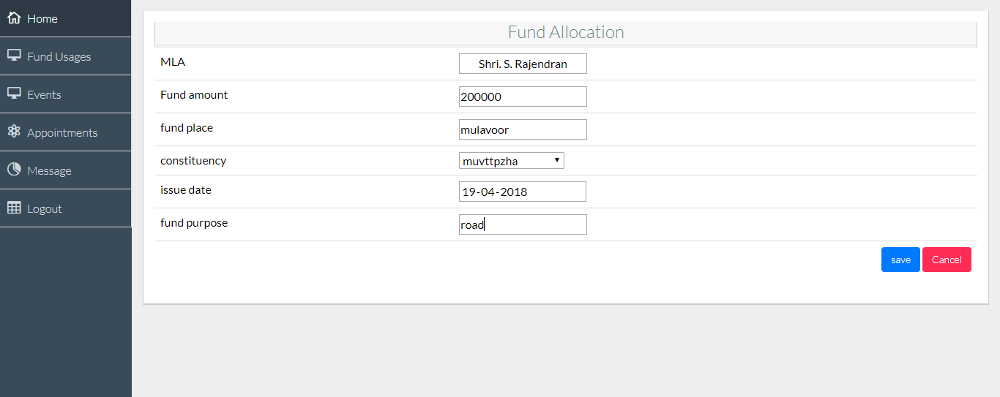 Home
Fund Usages
Events
Appointments
Message
Logout
Fund Allocation
MLA Shri. S. Rajendran
Fund amount 200000
fund place mulavoor
constituency muvttpzha
issue date 19-04-2018
fund purpose road
save Cancel